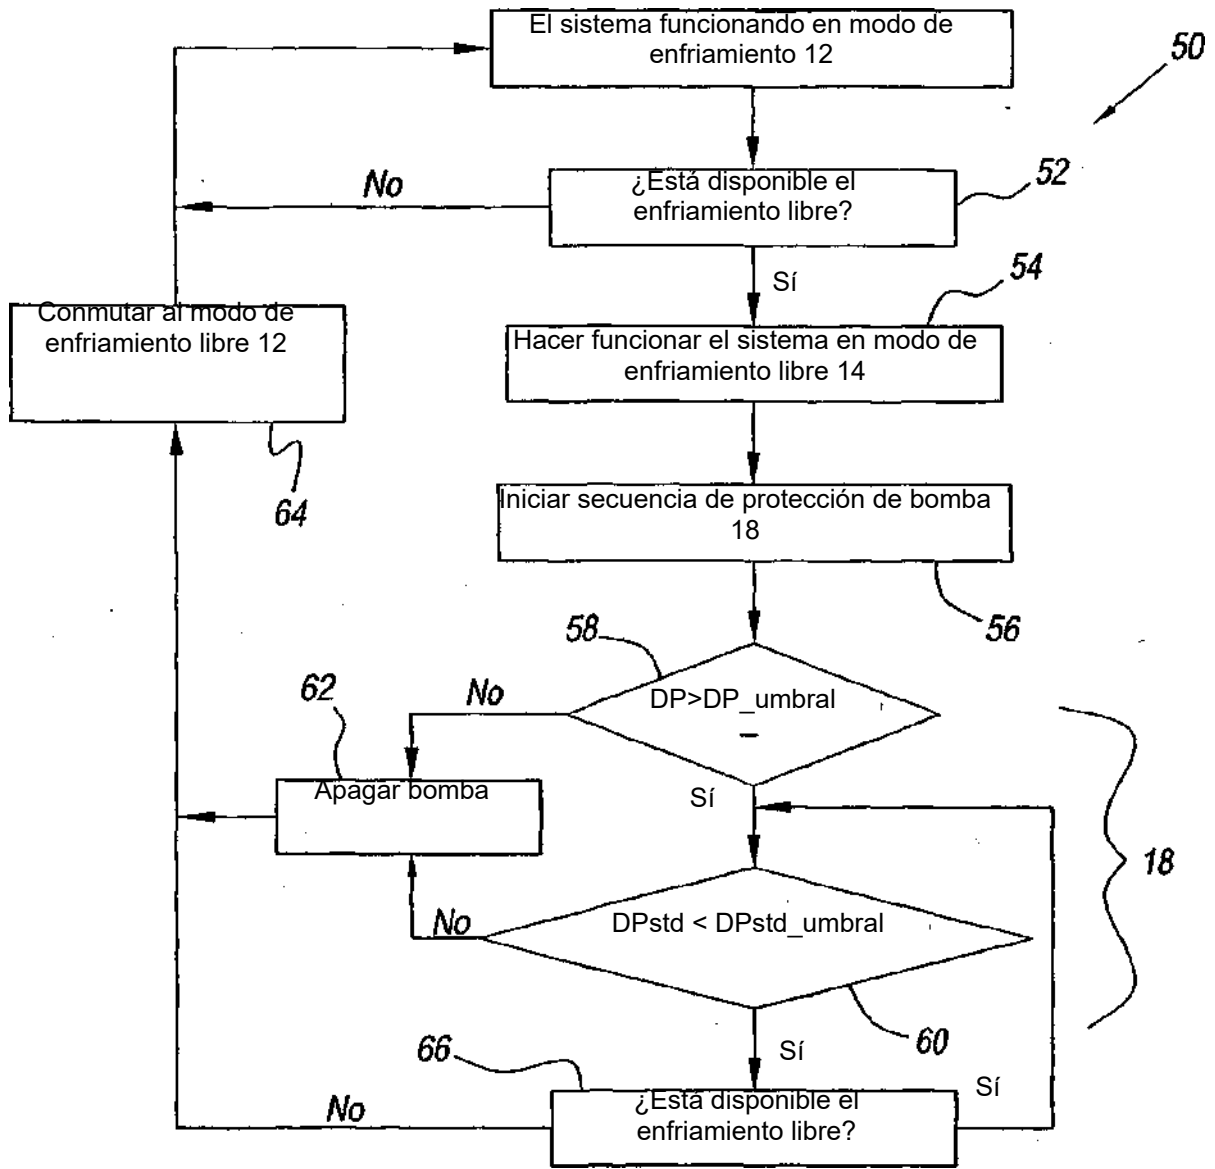 El sistema funcionando en modo de
enfriamiento 12
50
¿Está disponible el
enfriamiento libre?
52
No
Sí
54
Conmutar al modo de
enfriamiento libre 12
Hacer funcionar el sistema en modo de
enfriamiento libre 14
64
Iniciar secuencia de protección de bomba
18
56
58
DP>DP_umbral
No
62
Sí
Apagar bomba
18
DPstd < DPstd_umbral
No
60
Sí
66
¿Está disponible el
enfriamiento libre?
Sí
No